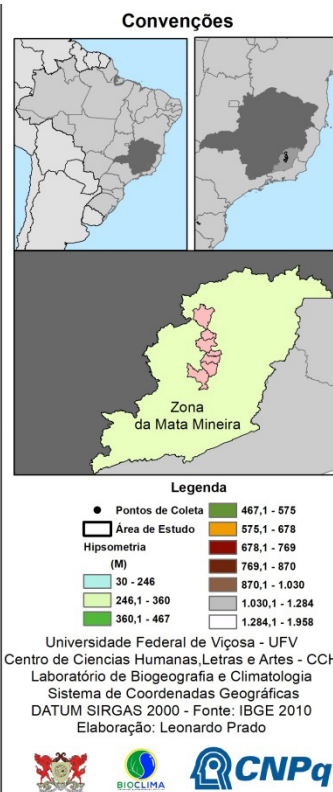 Convenções
Zona
da Mata Mineira
Legenda
Pontos de Coleta
Área de Estudo
Hipsometria
(M)
30 - 246
246,1 - 360
360,1 - 467
467,1 - 575
575,1 - 678
678,1 - 769
769,1 - 870
870,1 - 1.030
1.030,1 - 1.284
1.284,1 - 1.958
Universidade Federal de Viçosa - UFV
Centro de Ciencias Humanas,Letras e Artes - CCH
Laboratório de Biogeografia e Climatologia
Sistema de Coordenadas Geográficas
DATUM SIRGAS 2000 - Fonte: IBGE 2010
Elaboração: Leonardo Prado
BIOCLIMA
CNPq